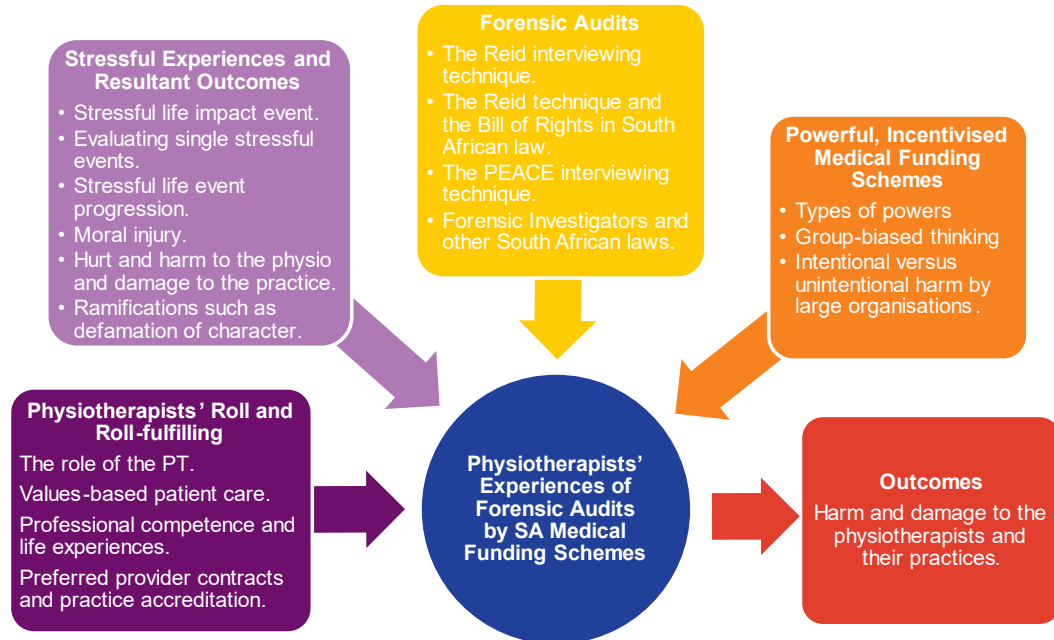 Stressful Experiences and
Resultant Outcomes
• Stressful life impact event.
• Evaluating single stressful
events.
• Stressful life event
progression.
• Moral injury.
• Hurt and harm to the physio
and damage to the practice.
• Ramifications such as
defamation of character.
Forensic Audits
• The Reid interviewing
technique.
• The Reid technique and
the Bill of Rights in South
African law.
• The PEACE interviewing
technique.
• Forensic Investigators and
other South African laws.
Powerful, Incentivised
Medical Funding
Schemes
• Types of powers
• Group-biased thinking
• Intentional versus
unintentional harm by
large organisations.
Physiotherapists' Roll and
Roll-fulfilling
The role of the PT.
Values-based patient care.
Professional competence and
life experiences.
Preferred provider contracts
and practice accreditation.
Physiotherapists'
Experiences of
Forensic Audits
by SA Medical
Funding Schemes
Outcomes
Harm and damage to the
physiotherapists and
their practices.